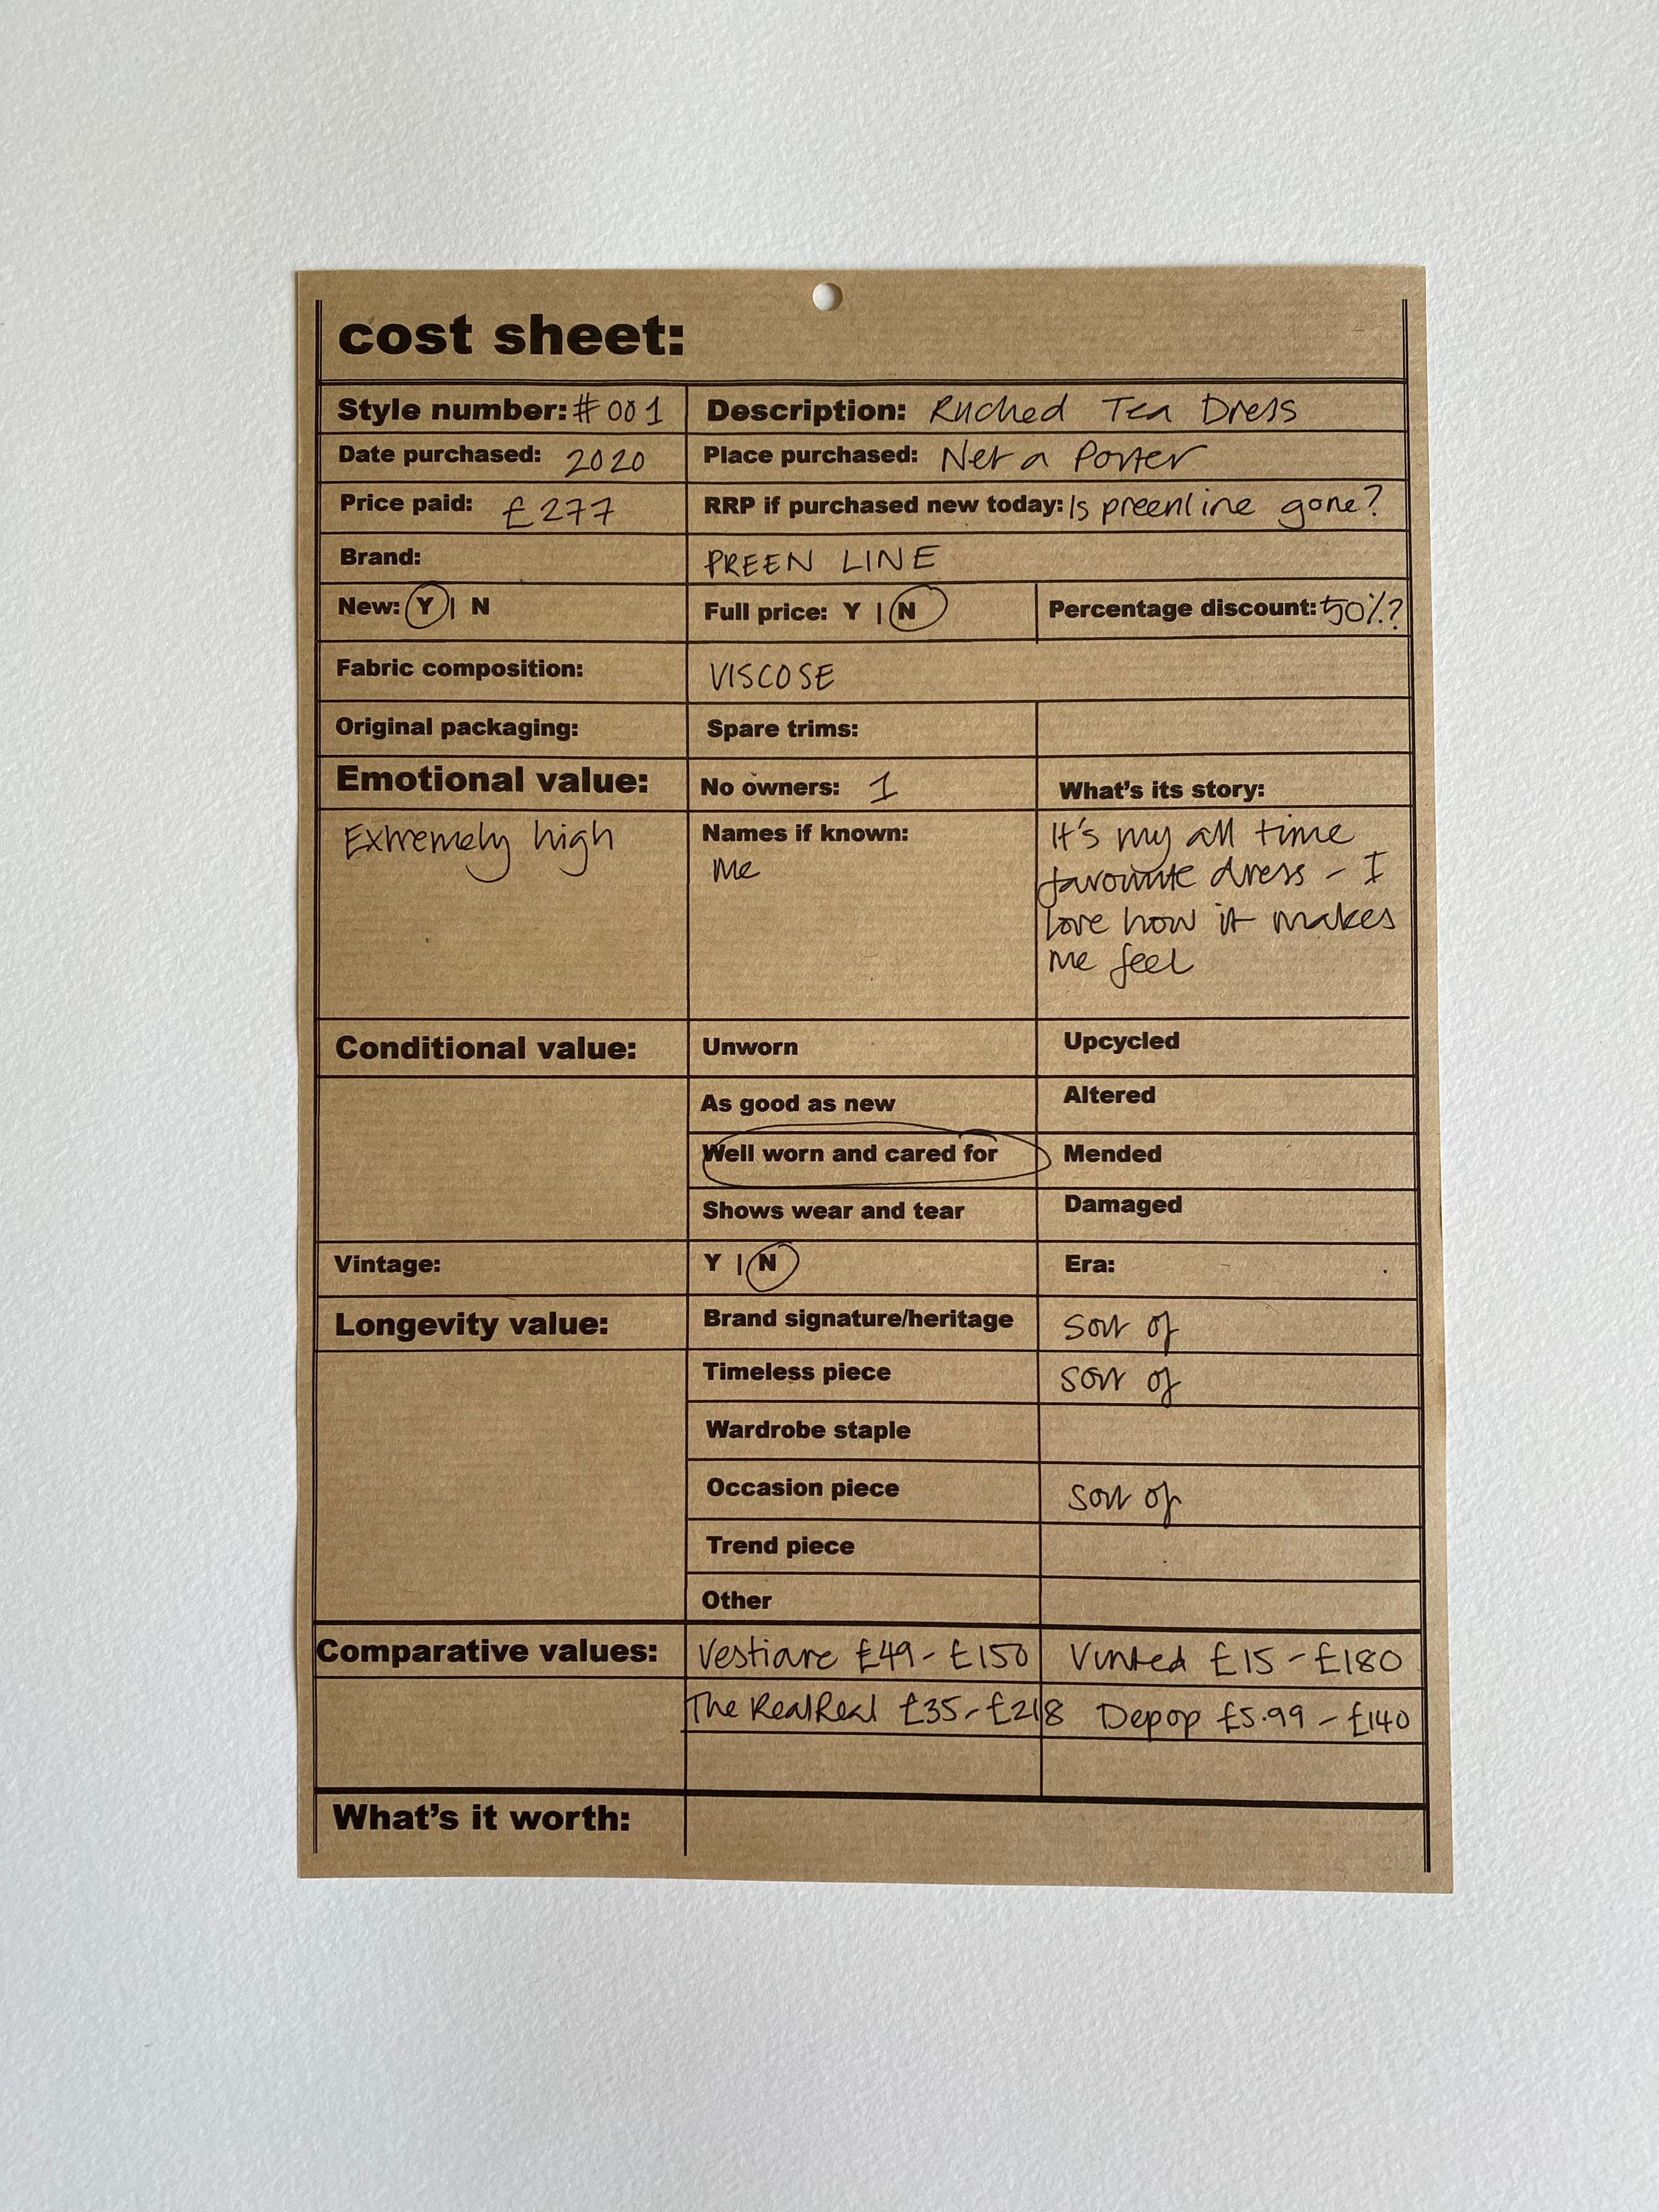 cost sheet:
Style number: #001 Description: Ruched Tea Dress
Date purchased: 2020 Place purchased: Net a Porter
Price paid: £277 RRP if purchased new today: Is preenline gone?
Brand: PREEN LINE
New: Y | N Full price: Y | N Percentage discount: 50%?
Fabric composition: VISCOSE
Original packaging: Spare trims:
Emotional value: No owners: 1 What's its story:
Extremely high Names if known: It's my all time
me favourite dress - I
love how it makes
me feel
Conditional value: Unworn Upcycled
As good as new Altered
Well worn and cared for Mended
Shows wear and tear Damaged
Vintage: Y | N Era:
Longevity value: Brand signature/heritage sort of
Timeless piece sort of
Wardrobe staple
Occasion piece sort of
Trend piece
Other
Comparative values: Vestiare £49-£150 Vinted £15-£180
The RealReal £35-£218 Depop £5.99-£140
What's it worth: